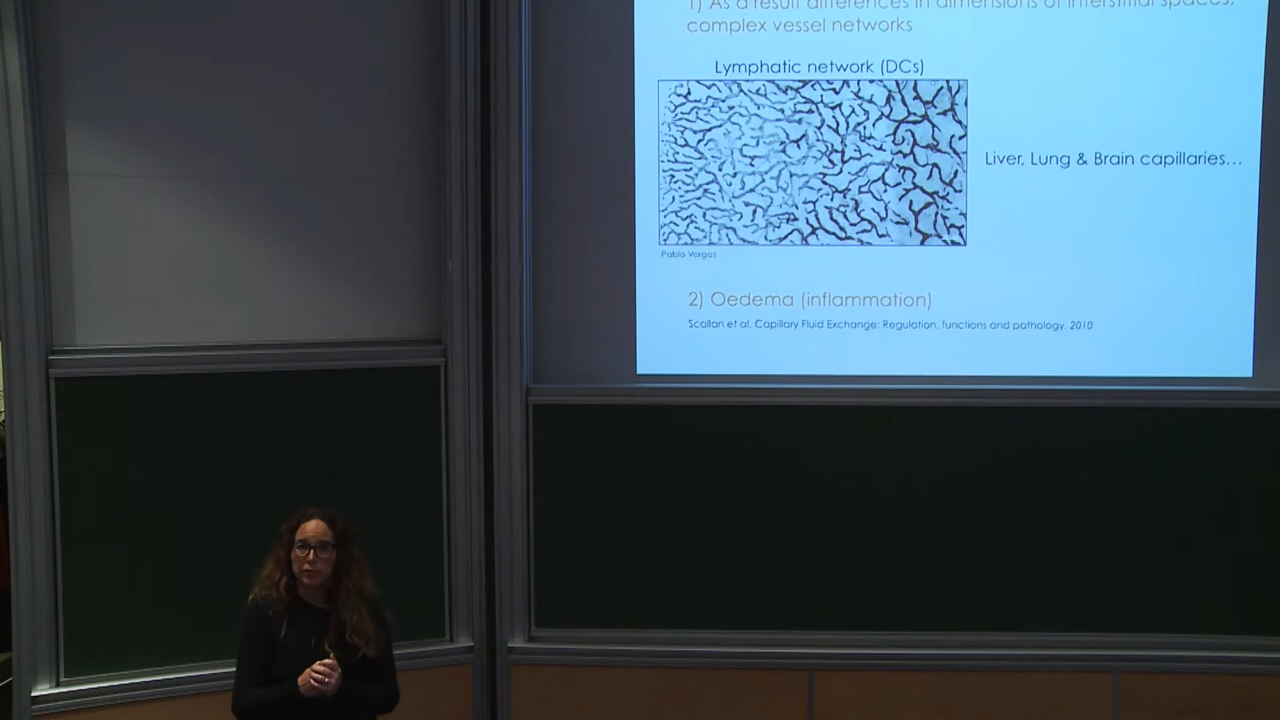 1) As a result differences in dimensions of interstitial spaces,
complex vessel networks
Lymphatic network (DCs)
Liver, Lung & Brain capillaries...
Pablo Vargas
2) Oedema (inflammation)
Scallan et al, Capillary Fluid Exchange: Regulation, functions and pathology. 2010